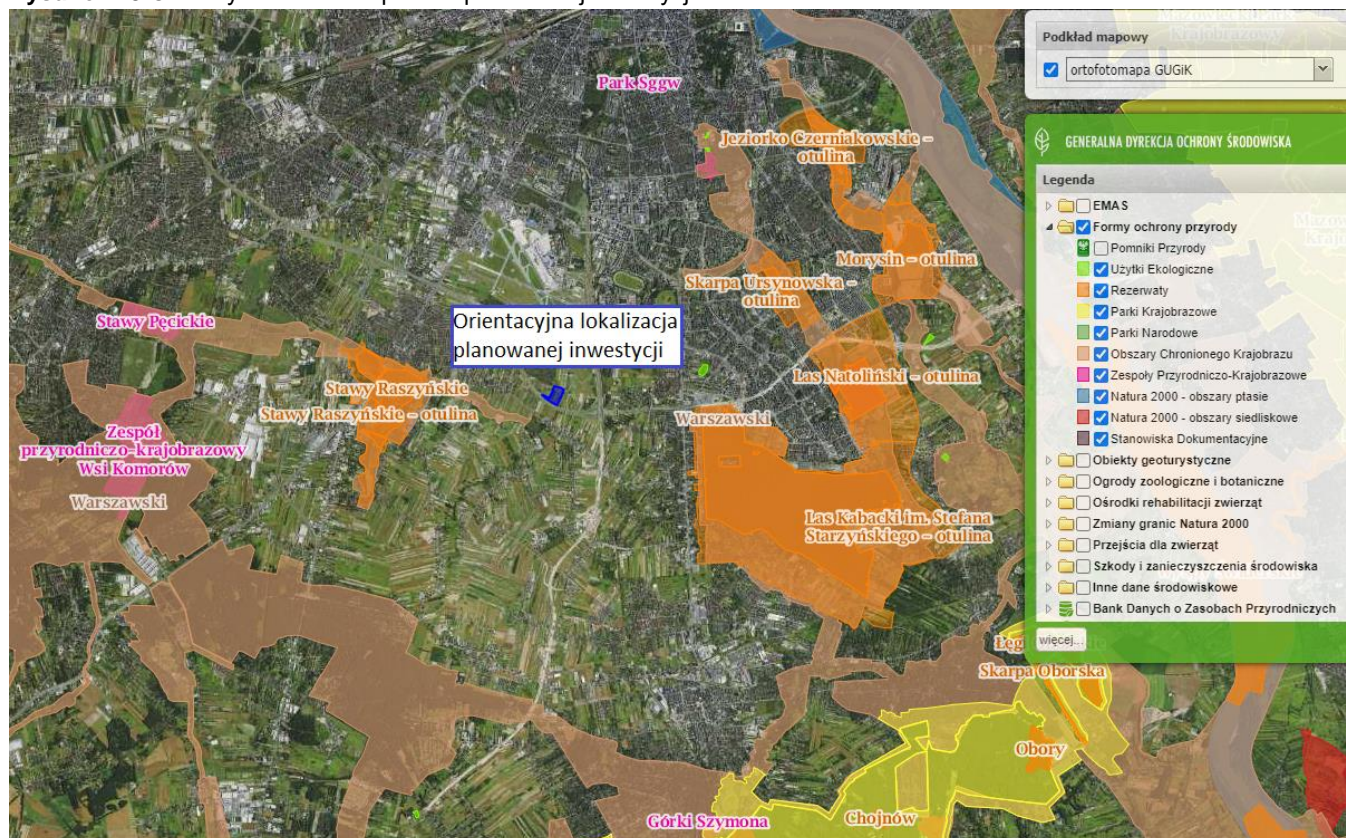 Mazowiecki Park
Krajobrazowy
Podkład mapowy
ortofotomapa GUGiK
GENERALNA DYREKCJA OCHRONY ŚRODOWISKA
Legenda
EMAS
Formy ochrony przyrody
Pomniki Przyrody
Użytki Ekologiczne
Rezerwaty
Parki Krajobrazowe
Parki Narodowe
Obszary Chronionego Krajobrazu
Zespoły Przyrodniczo-Krajobrazowe
Natura 2000 - obszary ptasie
Natura 2000 - obszary siedliskowe
Stanowiska Dokumentacyjne
Obiekty geoturystyczne
Ogrody zoologiczne i botaniczne
Ośrodki rehabilitacji zwierząt
Zmiany granic Natura 2000
Przejścia dla zwierząt
Szkody i zanieczyszczenia środowiska
Inne dane środowiskowe
Bank Danych o Zasobach Przyrodniczych
więcej...
Park Sggw
Jeziorko Czerniakowskie –
otulina
Morysin – otulina
Skarpa Ursynowska –
otulina
Orientacyjna lokalizacja
planowanej inwestycji
Stawy Pęcickie
Stawy Raszyńskie
Stawy Raszyńskie – otulina
Las Natoliński – otulina
Warszawski
Zespół
przyrodniczo-krajobrazowy
Wsi Komorów
Warszawski
Las Kabacki im. Stefana
Starzyńskiego – otulina
Skarpa Oborska
Obory
Górki Szymona
Chojnów